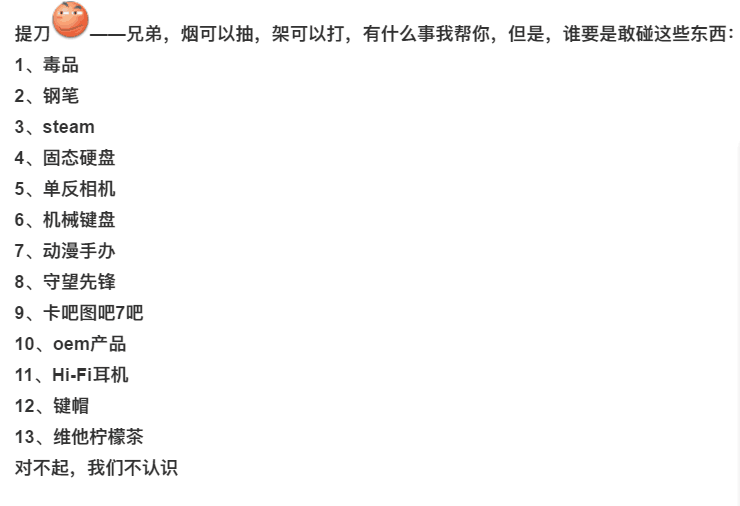 提刀——兄弟，烟可以抽，架可以打，有什么事我帮你，但是，谁要是敢碰这些东西：
1、毒品
2、钢笔
3、steam
4、固态硬盘
5、单反相机
6、机械键盘
7、动漫手办
8、守望先锋
9、卡吧图吧7吧
10、oem产品
11、Hi-Fi耳机
12、键帽
13、维他柠檬茶
对不起，我们不认识